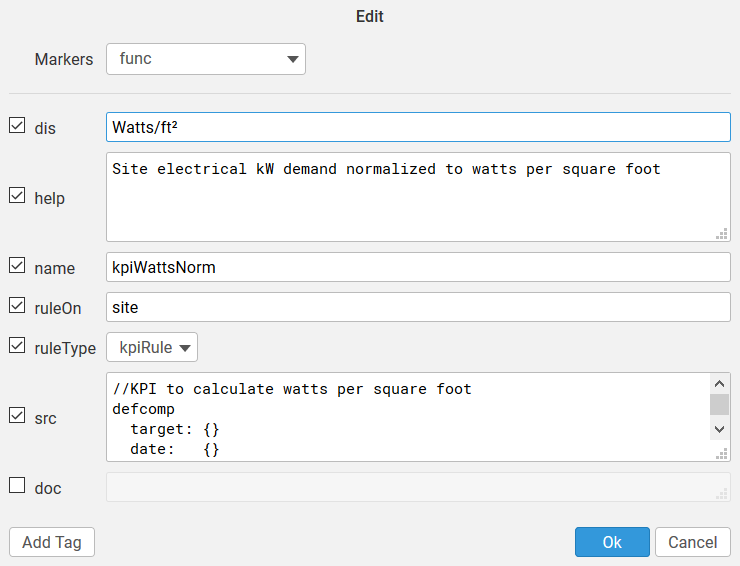 Edit
Markers func
dis Watts/ft²
help Site electrical kW demand normalized to watts per square foot
name kpiWattsNorm
ruleOn site
ruleType kpiRule
src //KPI to calculate watts per square foot
defcomp
target: {}
date: {}
doc
Add Tag Ok Cancel